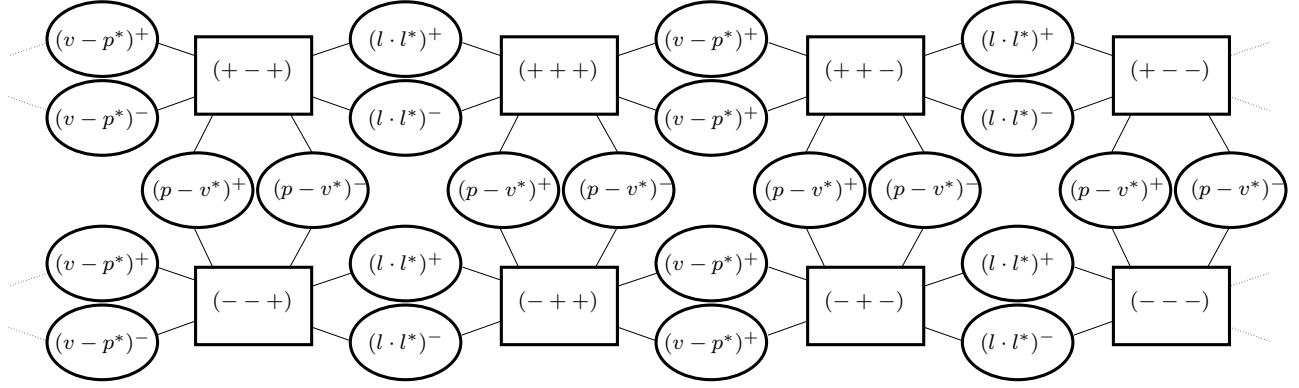 (v − p*)⁺ (l · l*)⁺ (v − p*)⁺ (l · l*)⁺
(+ − +) (+ + +) (+ + −) (+ − −)
(v − p*)⁻ (l · l*)⁻ (v − p*)⁺ (l · l*)⁻
(p − v*)⁺ (p − v*)⁻ (p − v*)⁺ (p − v*)⁻ (p − v*)⁺ (p − v*)⁻ (p − v*)⁺ (p − v*)⁻
(v − p*)⁺ (l · l*)⁺ (v − p*)⁺ (l · l*)⁺
(− − +) (− + +) (− + −) (− − −)
(v − p*)⁻ (l · l*)⁻ (v − p*)⁺ (l · l*)⁻